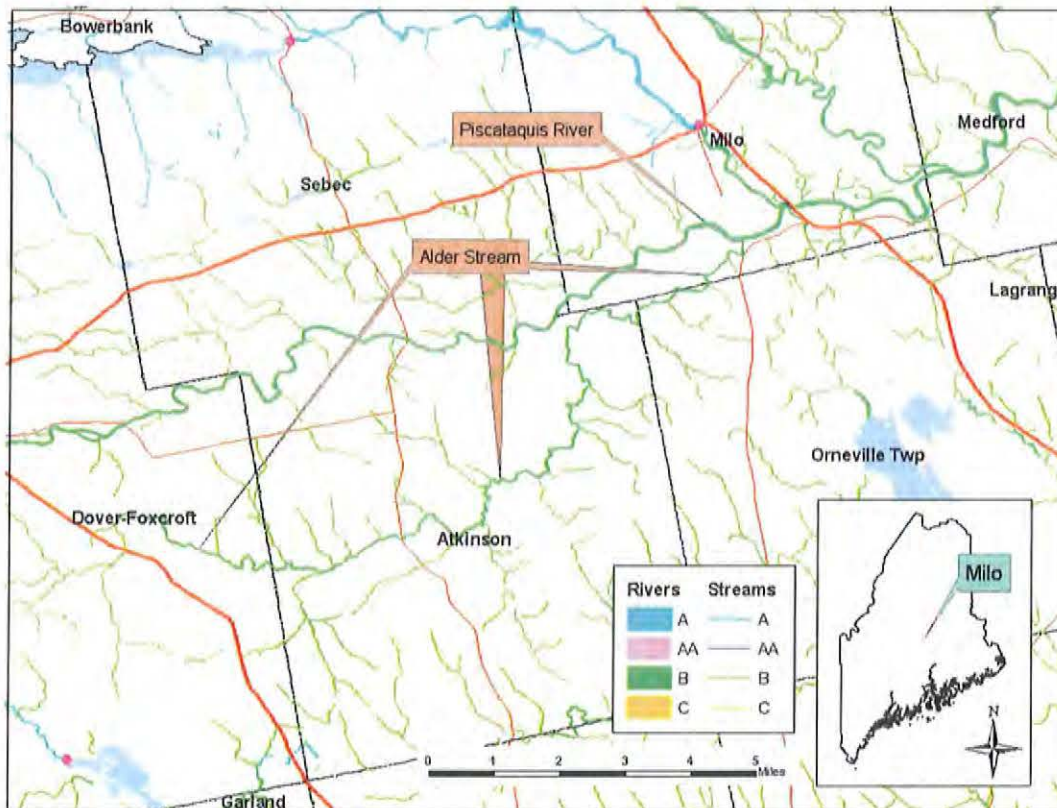 Bowerbank
Piscataquis River
Medford
Milo
Sebec
Alder Stream
Lagrang
Orneville Twp
Dover-Foxcroft
Atkinson
Rivers Streams
A A
AA AA
B B
C C
Milo
N
0 1 2 3 4 5
Miles
Garland